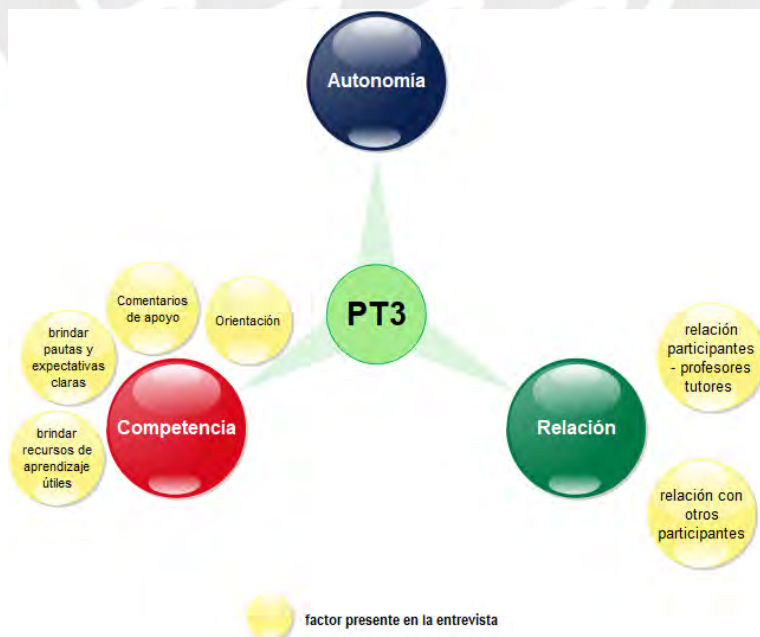 Autonomía
PT3
Comentarios
de apoyo
Orientación
brindar
pautas y
expectativas
claras
Competencia
brindar
recursos de
aprendizaje
útiles
Relación
relación
participantes
- profesores
tutores
relación con
otros
participantes
factor presente en la entrevista